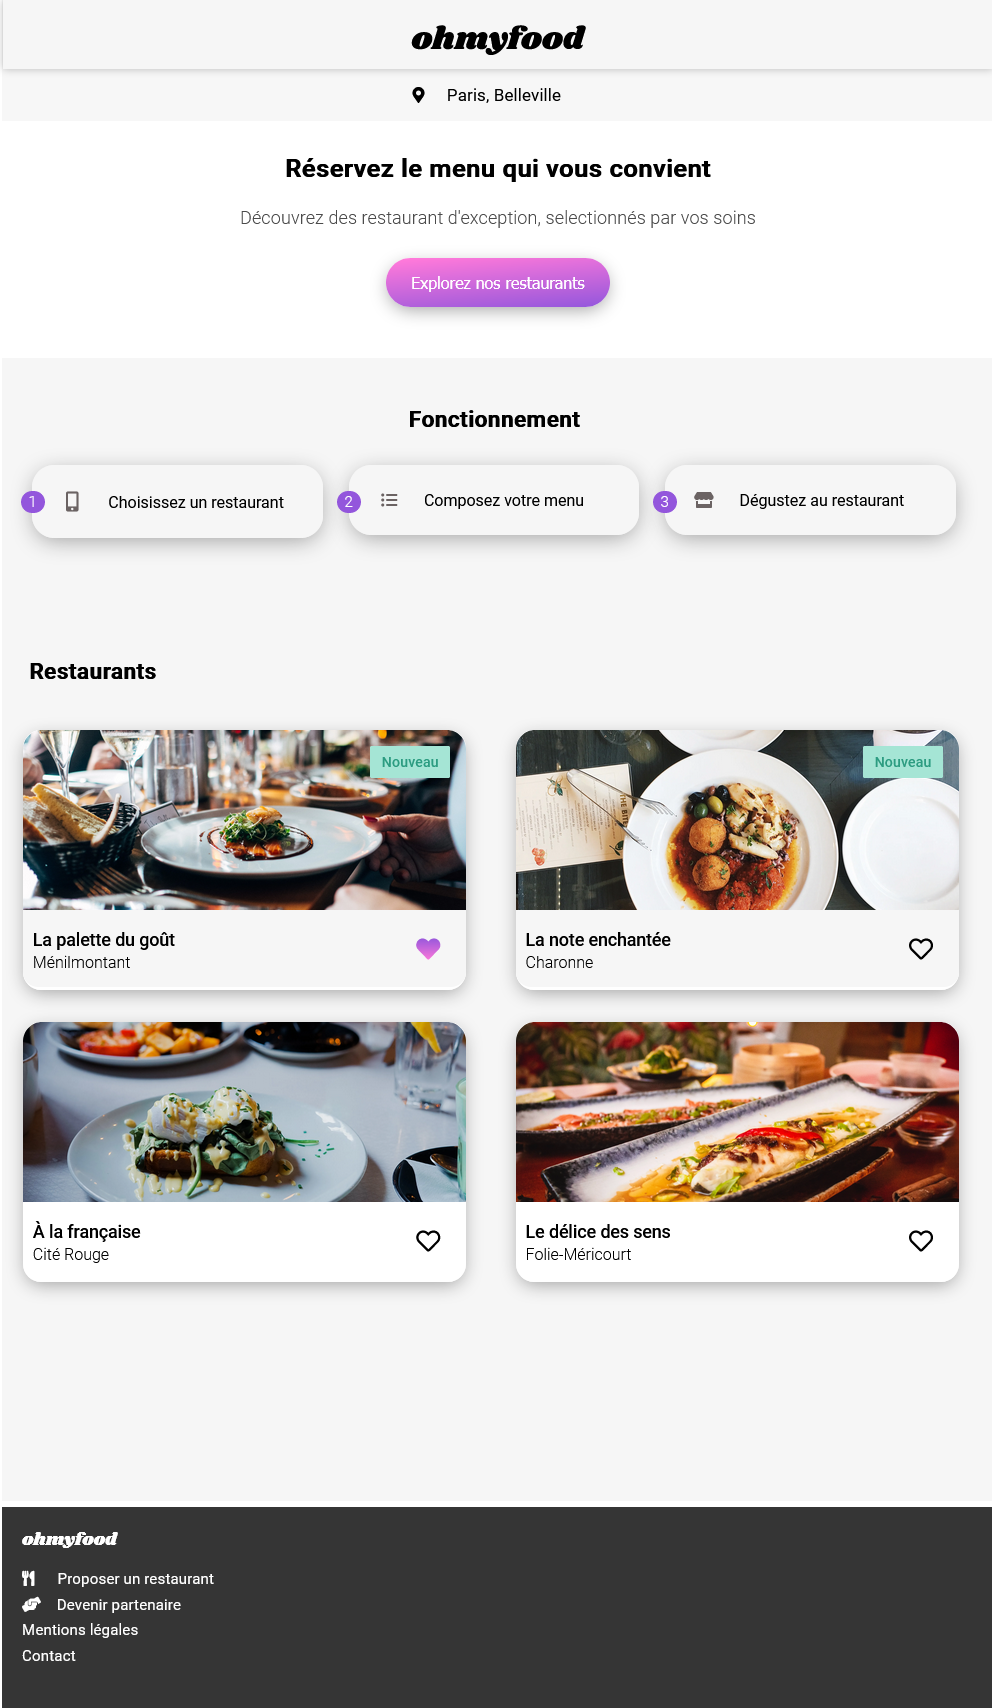 ohmyfood
Paris, Belleville
Réservez le menu qui vous convient
Découvrez des restaurant d'exception, selectionnés par vos soins
Explorez nos restaurants
Fonctionnement
1 Choisissez un restaurant
2 Composez votre menu
3 Dégustez au restaurant
Restaurants
Nouveau
La palette du goût
Ménilmontant
Nouveau
La note enchantée
Charonne
À la française
Cité Rouge
Le délice des sens
Folie-Méricourt
ohmyfood
Proposer un restaurant
Devenir partenaire
Mentions légales
Contact